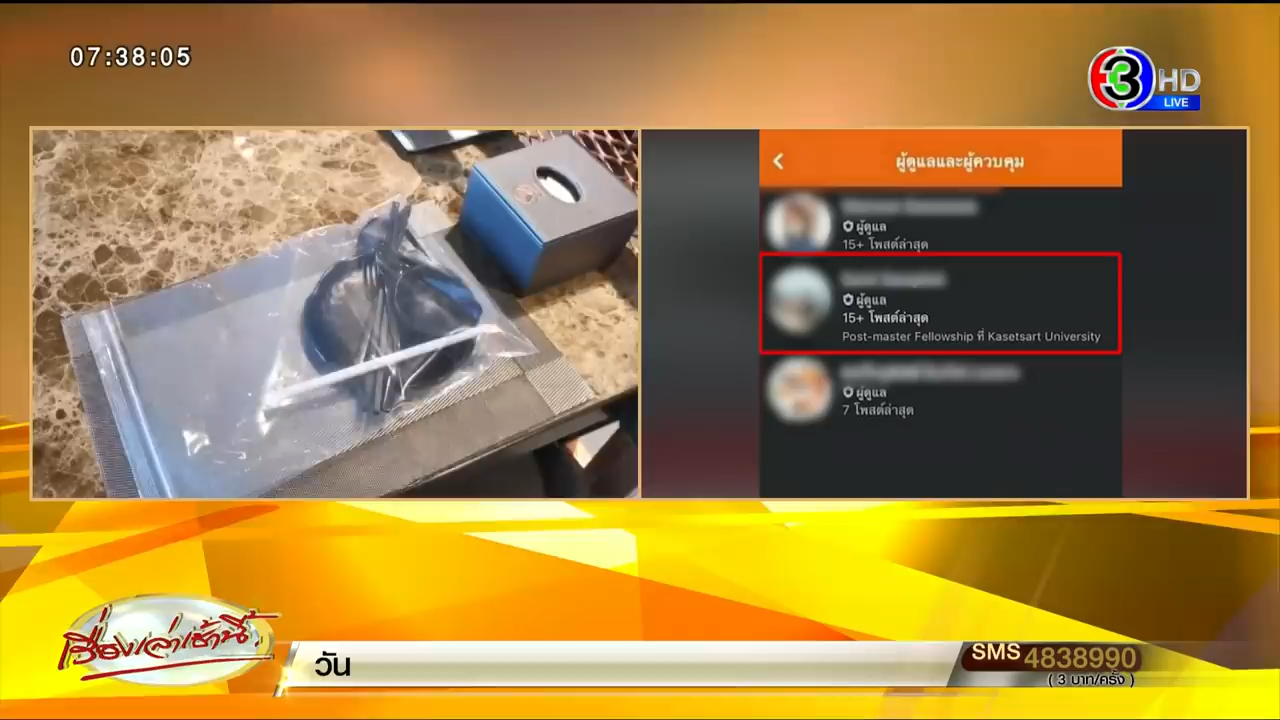 07:38:05
3 HD
LIVE
ผู้ดูแลและผู้ควบคุม
ผู้ดูแล
15+ โพสต์ล่าสุด
ผู้ดูแล
15+ โพสต์ล่าสุด
Post-master Fellowship ที่ Kasetsart University
ผู้ดูแล
7 โพสต์ล่าสุด
เรื่องเล่าเช้านี้
วัน
SMS 4838990
( 3 บาท/ครั้ง )